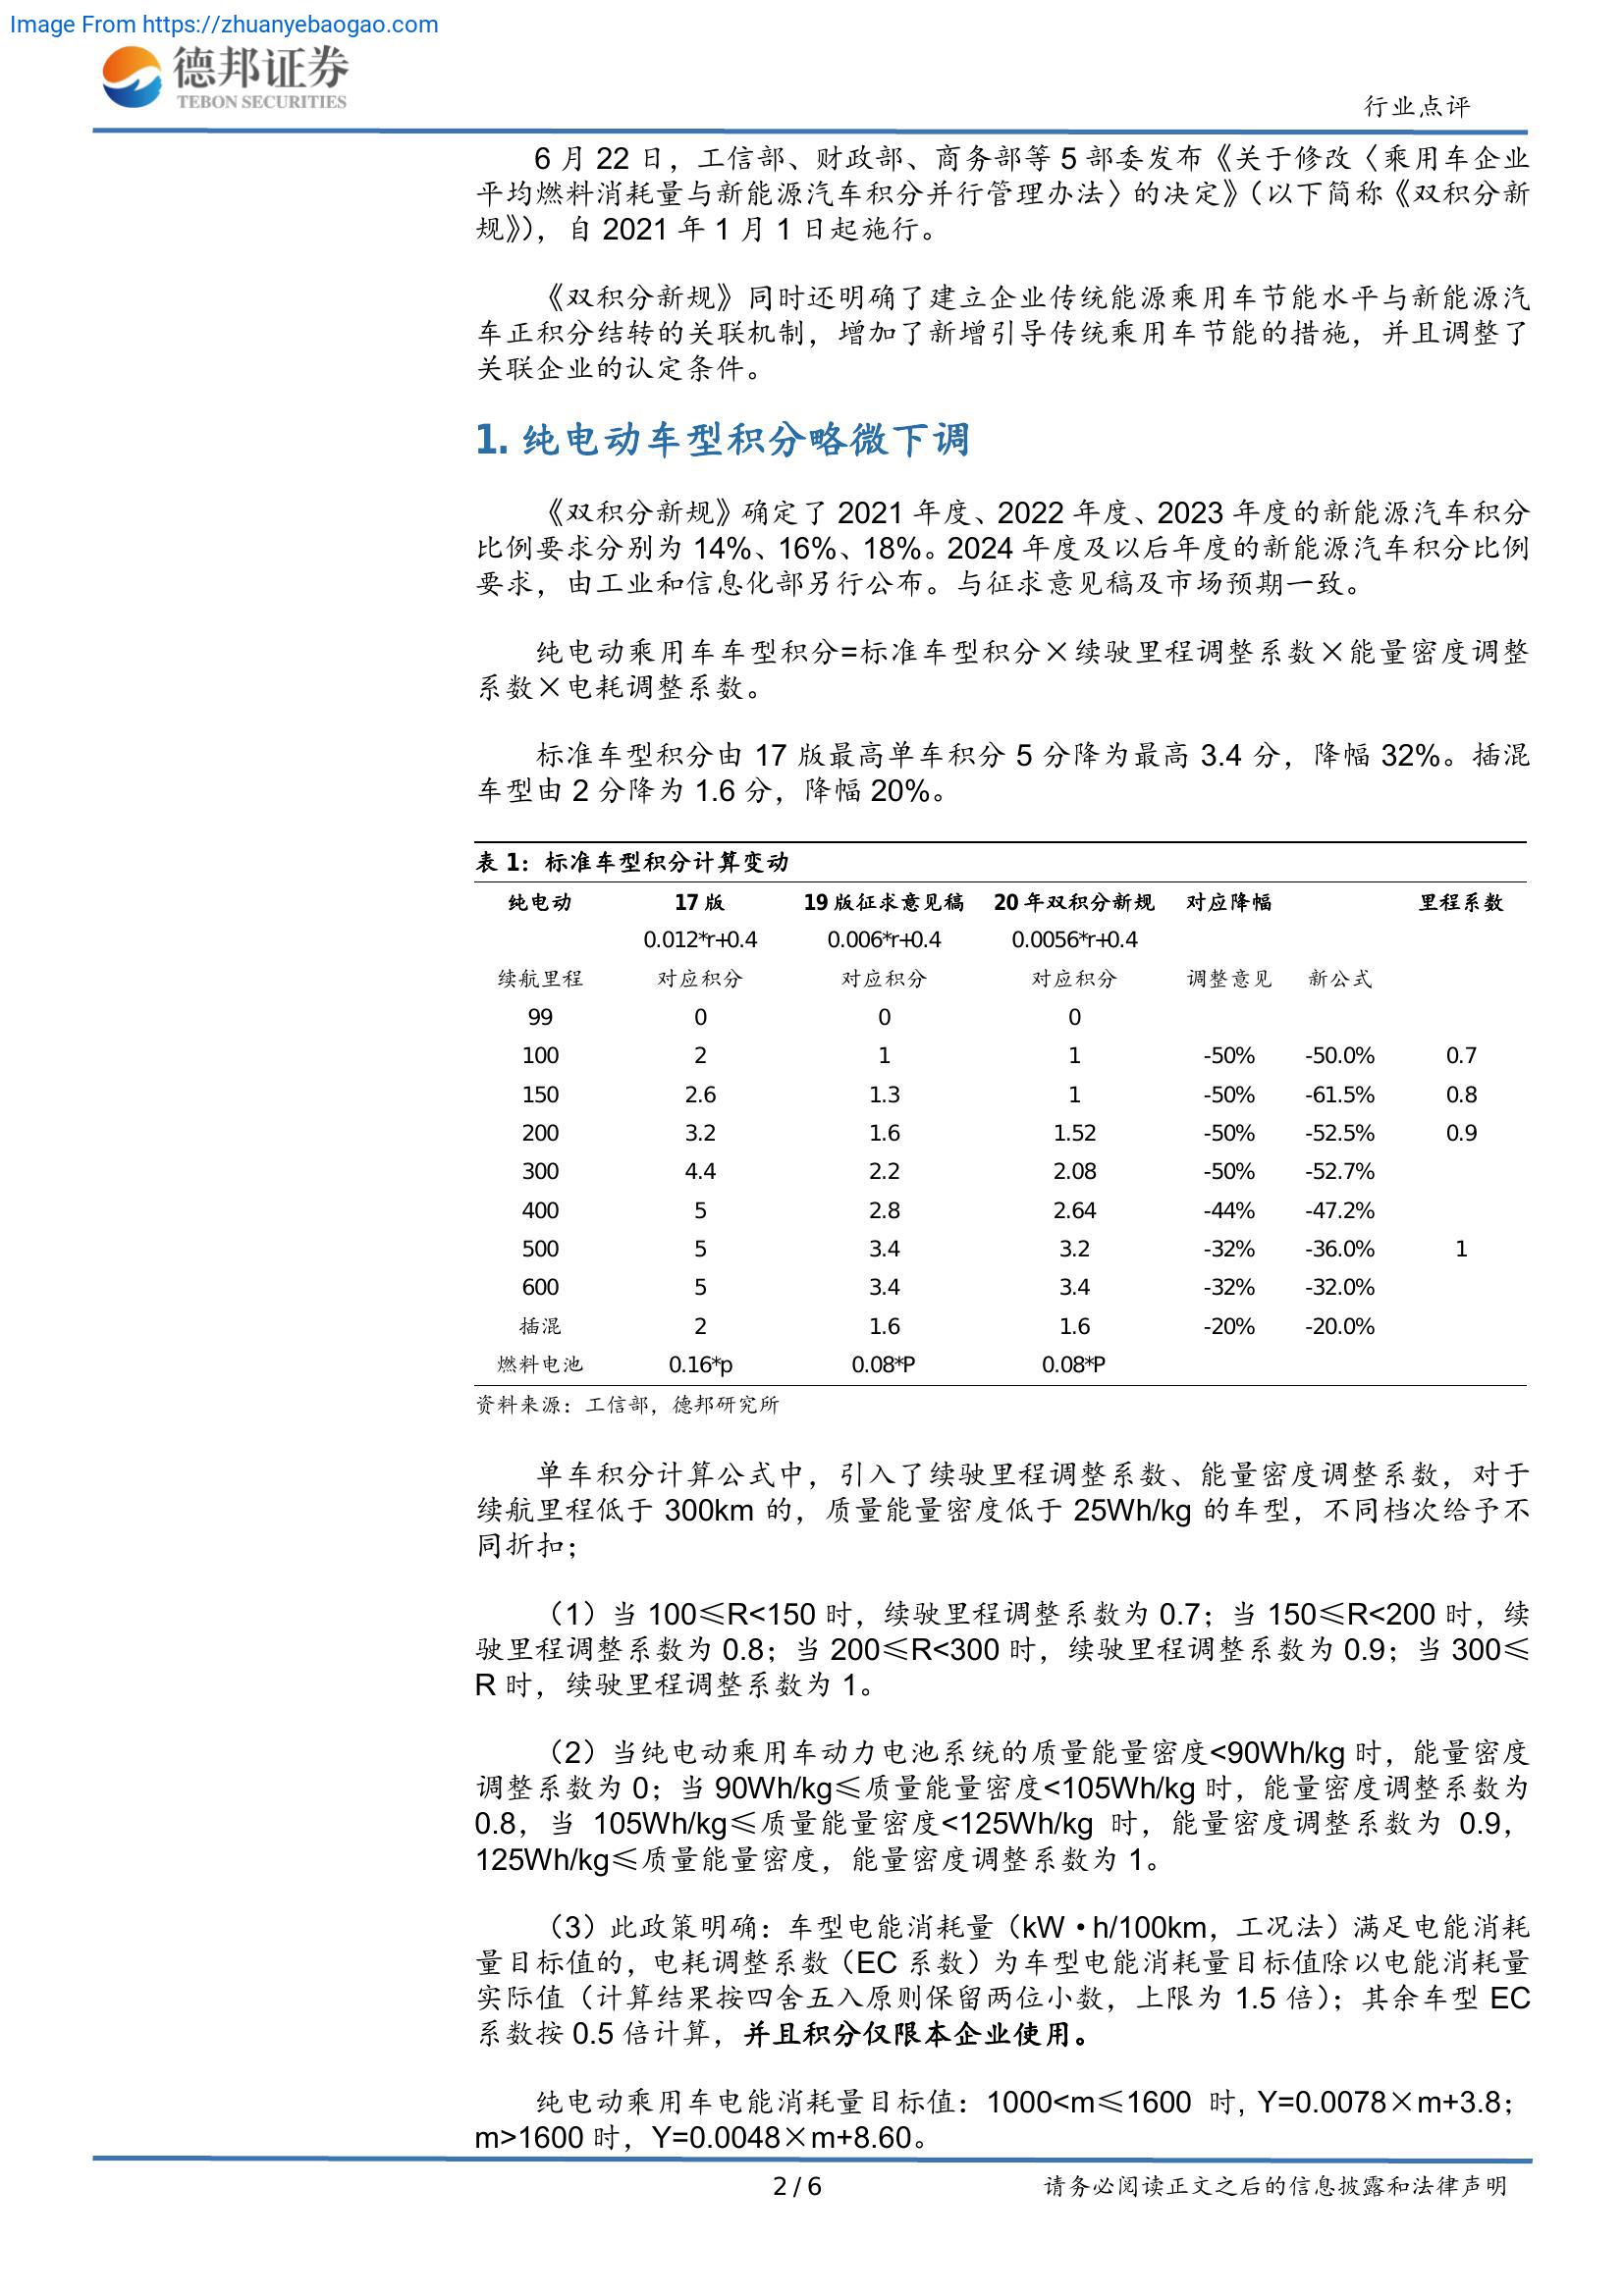 Image From https://zhuanyebaogao.com
德邦证券
TEBON SECURITIES
行业点评
6 月 22 日，工信部、财政部、商务部等 5 部委发布《关于修改〈乘用车企业
平均燃料消耗量与新能源汽车积分并行管理办法〉的决定》（以下简称《双积分新
规》），自 2021 年 1 月 1 日起施行。
《双积分新规》同时还明确了建立企业传统能源乘用车节能水平与新能源汽
车正积分结转的关联机制，增加了新增引导传统乘用车节能的措施，并且调整了
关联企业的认定条件。
1. 纯电动车型积分略微下调
《双积分新规》确定了 2021 年度、2022 年度、2023 年度的新能源汽车积分
比例要求分别为 14%、16%、18%。2024 年度及以后年度的新能源汽车积分比例
要求，由工业和信息化部另行公布。与征求意见稿及市场预期一致。
纯电动乘用车车型积分=标准车型积分×续驶里程调整系数×能量密度调整
系数×电耗调整系数。
标准车型积分由 17 版最高单车积分 5 分降为最高 3.4 分，降幅 32%。插混
车型由 2 分降为 1.6 分，降幅 20%。
表 1：标准车型积分计算变动
纯电动 17 版 19 版征求意见稿 20 年双积分新规 对应降幅 里程系数
0.012*r+0.4 0.006*r+0.4 0.0056*r+0.4
续航里程 对应积分 对应积分 对应积分 调整意见 新公式
99 0 0 0
100 2 1 1 -50% -50.0% 0.7
150 2.6 1.3 1 -50% -61.5% 0.8
200 3.2 1.6 1.52 -50% -52.5% 0.9
300 4.4 2.2 2.08 -50% -52.7%
400 5 2.8 2.64 -44% -47.2%
500 5 3.4 3.2 -32% -36.0% 1
600 5 3.4 3.4 -32% -32.0%
插混 2 1.6 1.6 -20% -20.0%
燃料电池 0.16*p 0.08*P 0.08*P
资料来源：工信部，德邦研究所
单车积分计算公式中，引入了续驶里程调整系数、能量密度调整系数，对于
续航里程低于 300km 的，质量能量密度低于 25Wh/kg 的车型，不同档次给予不
同折扣；
（1）当 100≤R<150 时，续驶里程调整系数为 0.7；当 150≤R<200 时，续
驶里程调整系数为 0.8；当 200≤R<300 时，续驶里程调整系数为 0.9；当 300≤
R 时，续驶里程调整系数为 1。
（2）当纯电动乘用车动力电池系统的质量能量密度<90Wh/kg 时，能量密度
调整系数为 0；当 90Wh/kg≤质量能量密度<105Wh/kg 时，能量密度调整系数为
0.8，当 105Wh/kg≤质量能量密度<125Wh/kg 时，能量密度调整系数为 0.9，
125Wh/kg≤质量能量密度，能量密度调整系数为 1。
（3）此政策明确：车型电能消耗量（kW·h/100km，工况法）满足电能消耗
量目标值的，电耗调整系数（EC 系数）为车型电能消耗量目标值除以电能消耗量
实际值（计算结果按四舍五入原则保留两位小数，上限为 1.5 倍）；其余车型 EC
系数按 0.5 倍计算，并且积分仅限本企业使用。
纯电动乘用车电能消耗量目标值：1000<m≤1600 时, Y=0.0078×m+3.8；
m>1600 时，Y=0.0048×m+8.60。
2 / 6
请务必阅读正文之后的信息披露和法律声明